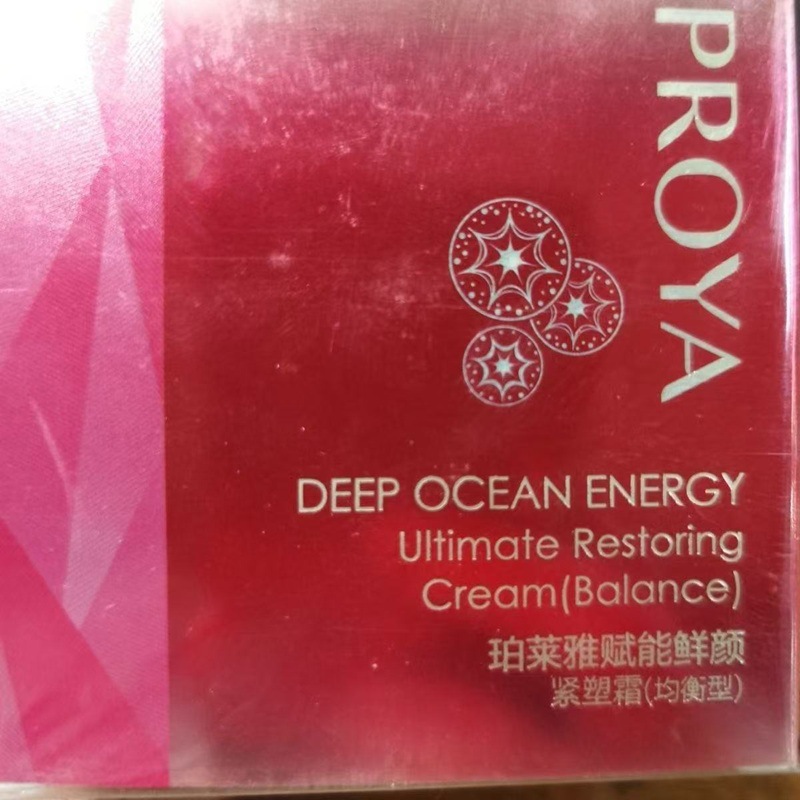 PROYA
DEEP OCEAN ENERGY
Ultimate Restoring
Cream(Balance)
珀莱雅赋能鲜颜
紧塑霜(均衡型)